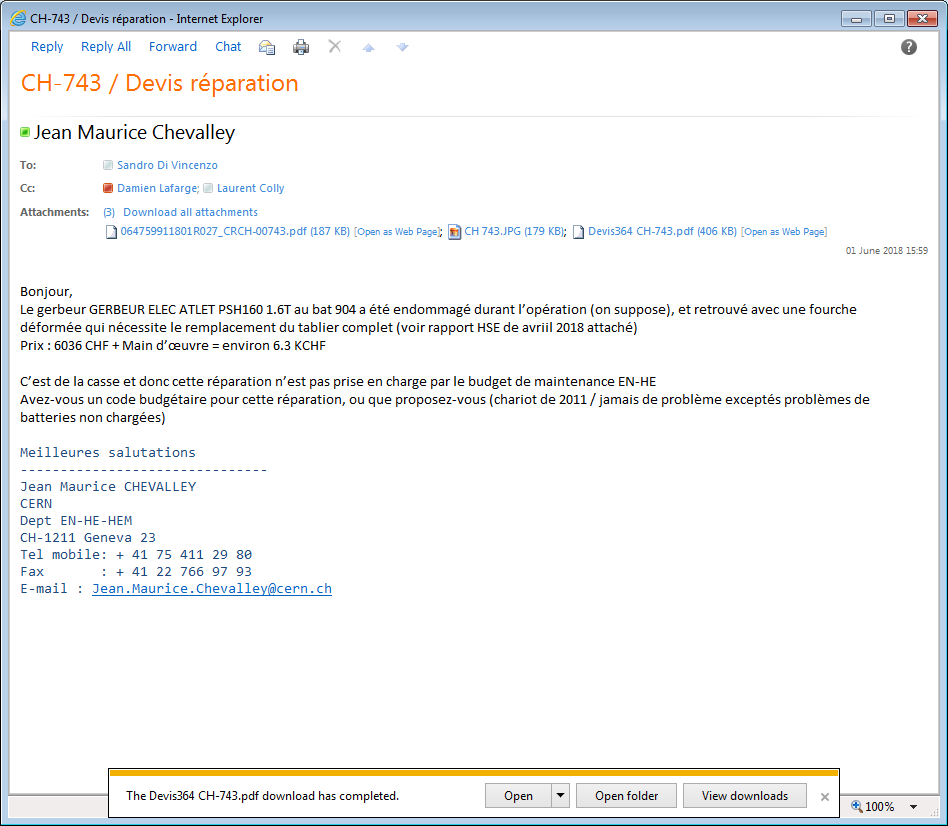 CH-743 / Devis réparation - Internet Explorer
Reply Reply All Forward Chat
CH-743 / Devis réparation
Jean Maurice Chevalley
To: Sandro Di Vincenzo
Cc: Damien Lafarge; Laurent Colly
Attachments: (3) Download all attachments
064759911801R027_CRCH-00743.pdf (187 KB) [Open as Web Page]; CH 743.JPG (179 KB); Devis364 CH-743.pdf (406 KB) [Open as Web Page]
01 June 2018 15:59
Bonjour,
Le gerbeur GERBEUR ELEC ATLET PSH160 1.6T au bat 904 a été endommagé durant l'opération (on suppose), et retrouvé avec une fourche
déformée qui nécessite le remplacement du tablier complet (voir rapport HSE de avriil 2018 attaché)
Prix : 6036 CHF + Main d'œuvre = environ 6.3 KCHF
C'est de la casse et donc cette réparation n'est pas prise en charge par le budget de maintenance EN-HE
Avez-vous un code budgétaire pour cette réparation, ou que proposez-vous (chariot de 2011 / jamais de problème exceptés problèmes de
batteries non chargées)
Meilleures salutations
-------------------------------
Jean Maurice CHEVALLEY
CERN
Dept EN-HE-HEM
CH-1211 Geneva 23
Tel mobile: + 41 75 411 29 80
Fax : + 41 22 766 97 93
E-mail : Jean.Maurice.Chevalley@cern.ch
The Devis364 CH-743.pdf download has completed. Open Open folder View downloads
100%